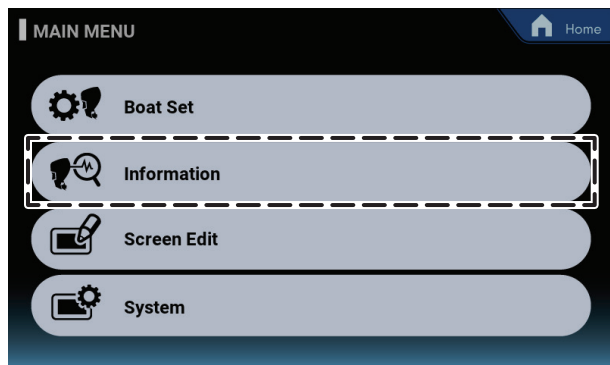 MAIN MENU
Home
Boat Set
Information
Screen Edit
System